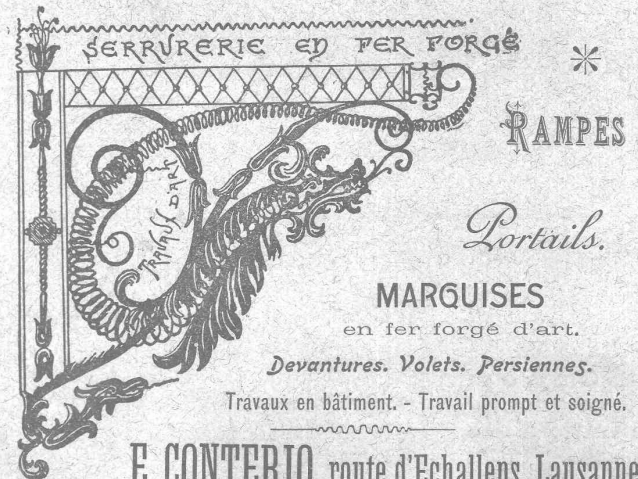 SERRURERIE EN FER FORGÉ
RAMPES
TRAVAUX D'ART
Portails.
MARQUISES
en fer forgé d'art.
Devantures. Volets. Persiennes.
Travaux en bâtiment. - Travail prompt et soigné.
E. CONTERIO, route d'Echallens, Lausanne